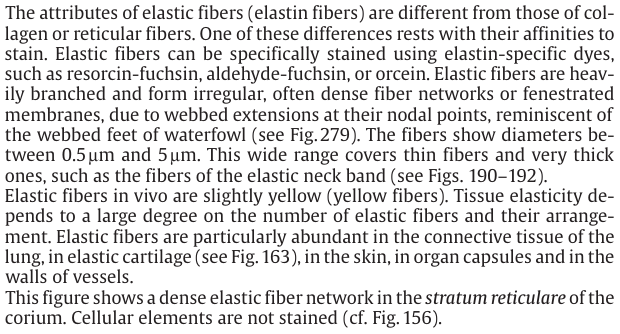 The attributes of elastic fibers (elastin fibers) are different from those of col-
lagen or reticular fibers. One of these differences rests with their affinities to
stain. Elastic fibers can be specifically stained using elastin-specific dyes,
such as resorcin-fuchsin, aldehyde-fuchsin, or orcein. Elastic fibers are heav-
ily branched and form irregular, often dense fiber networks or fenestrated
membranes, due to webbed extensions at their nodal points, reminiscent of
the webbed feet of waterfowl (see Fig. 279). The fibers show diameters be-
tween 0.5 µm and 5 µm. This wide range covers thin fibers and very thick
ones, such as the fibers of the elastic neck band (see Figs. 190–192).
Elastic fibers in vivo are slightly yellow (yellow fibers). Tissue elasticity de-
pends to a large degree on the number of elastic fibers and their arrange-
ment. Elastic fibers are particularly abundant in the connective tissue of the
lung, in elastic cartilage (see Fig. 163), in the skin, in organ capsules and in the
walls of vessels.
This figure shows a dense elastic fiber network in the stratum reticulare of the
corium. Cellular elements are not stained (cf. Fig. 156).